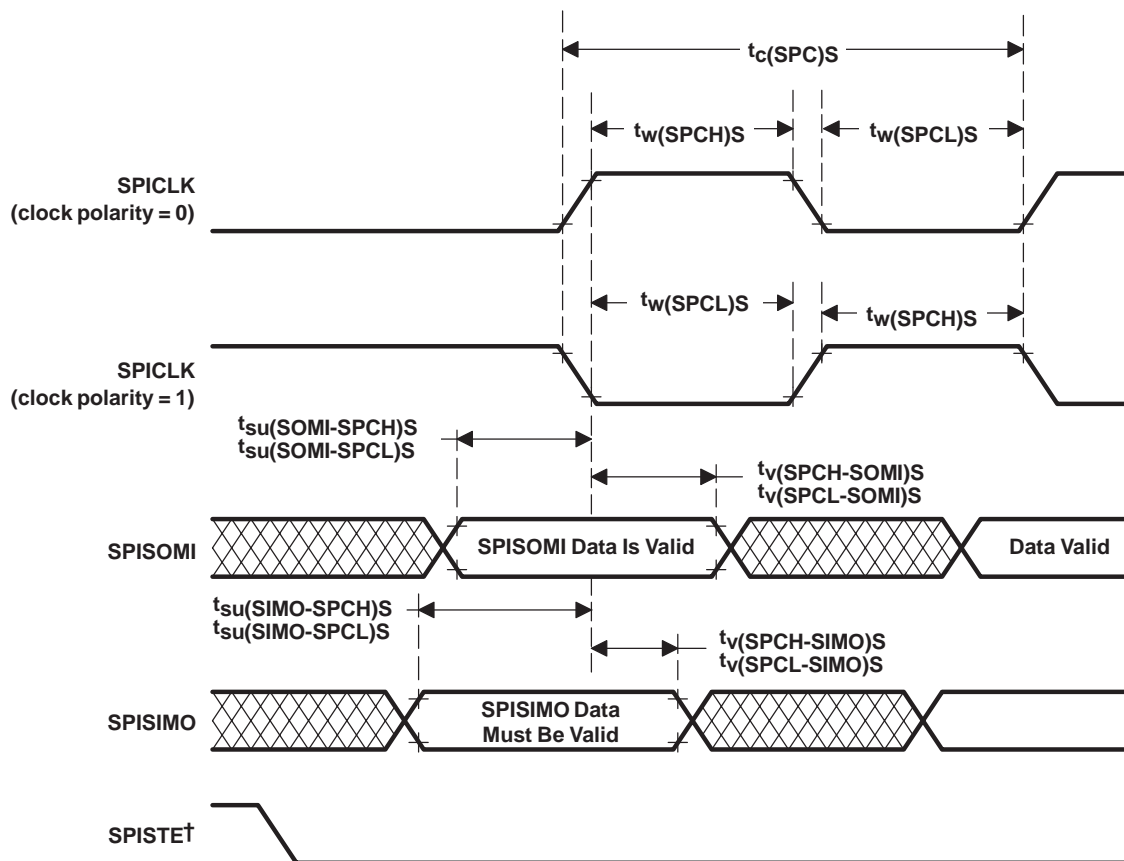 tc(SPC)S
tw(SPCH)S
tw(SPCL)S
SPICLK
(clock polarity = 0)
tw(SPCL)S
tw(SPCH)S
SPICLK
(clock polarity = 1)
tsu(SOMI-SPCH)S
tsu(SOMI-SPCL)S
tv(SPCH-SOMI)S
tv(SPCL-SOMI)S
SPISOMI
SPISOMI Data Is Valid
Data Valid
tsu(SIMO-SPCH)S
tsu(SIMO-SPCL)S
tv(SPCH-SIMO)S
tv(SPCL-SIMO)S
SPISIMO
SPISIMO Data
Must Be Valid
SPISTE†